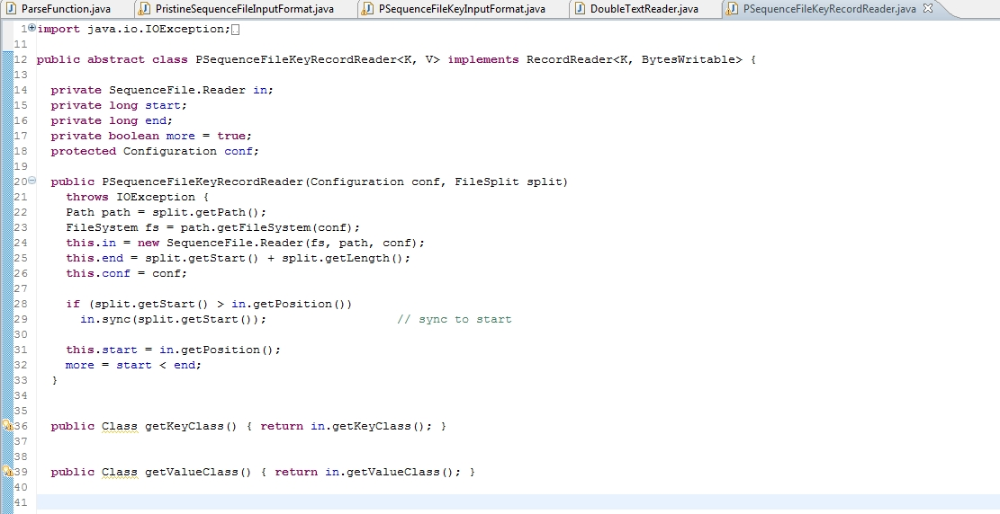 ParseFunction.java PristineSequenceFileInputFormat.java PSequenceFileKeyInputFormat.java DoubleTextReader.java PSequenceFileKeyRecordReader.java
1 import java.io.IOException;
11
12 public abstract class PSequenceFileKeyRecordReader<K, V> implements RecordReader<K, BytesWritable> {
13
14 private SequenceFile.Reader in;
15 private long start;
16 private long end;
17 private boolean more = true;
18 protected Configuration conf;
19
20 public PSequenceFileKeyRecordReader(Configuration conf, FileSplit split)
21 throws IOException {
22 Path path = split.getPath();
23 FileSystem fs = path.getFileSystem(conf);
24 this.in = new SequenceFile.Reader(fs, path, conf);
25 this.end = split.getStart() + split.getLength();
26 this.conf = conf;
27
28 if (split.getStart() > in.getPosition())
29 in.sync(split.getStart()); // sync to start
30
31 this.start = in.getPosition();
32 more = start < end;
33 }
34
35
36 public Class getKeyClass() { return in.getKeyClass(); }
37
38
39 public Class getValueClass() { return in.getValueClass(); }
40
41